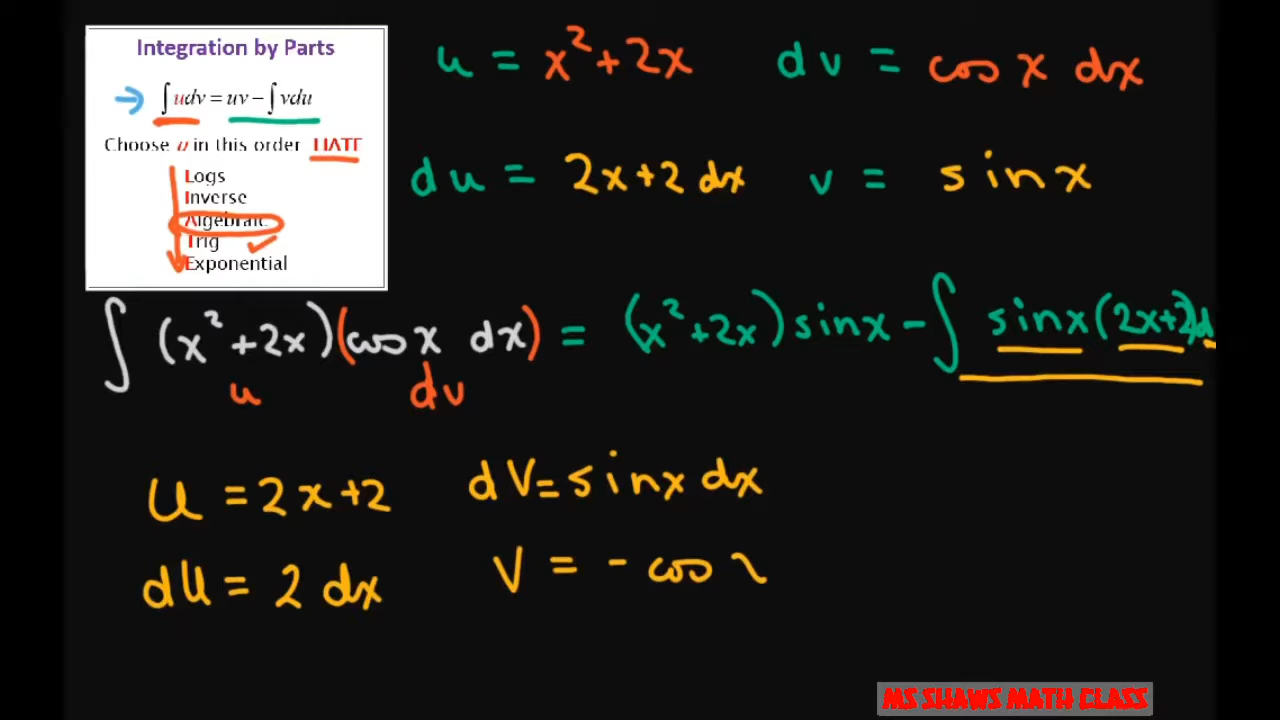 Integration by Parts
∫udv = uv − ∫vdu
Choose u in this order LIATE
Logs
Inverse
Algebraic
Trig
Exponential
u = x² + 2x dv = cos x dx
du = 2x + 2 dx v = sin x
∫ (x² + 2x)(cos x dx) = (x² + 2x) sin x − ∫ sin x (2x + 2) d
u dv
u = 2x + 2 dv = sin x dx
du = 2 dx v = - cos
MS SHAWS MATH CLASS